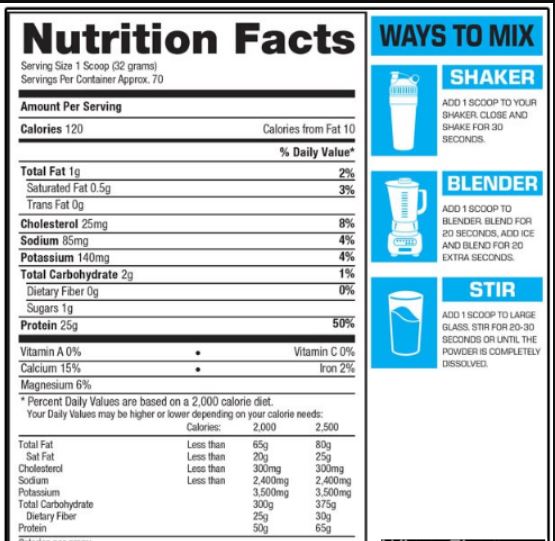 Nutrition Facts
Serving Size 1 Scoop (32 grams)
Servings Per Container Approx. 70
Amount Per Serving
Calories 120 Calories from Fat 10
% Daily Value*
Total Fat 1g 2%
Saturated Fat 0.5g 3%
Trans Fat 0g
Cholesterol 25mg 8%
Sodium 85mg 4%
Potassium 140mg 4%
Total Carbohydrate 2g 1%
Dietary Fiber 0g 0%
Sugars 1g
Protein 25g 50%
Vitamin A 0% • Vitamin C 0%
Calcium 15% • Iron 2%
Magnesium 6%
* Percent Daily Values are based on a 2,000 calorie diet.
Your Daily Values may be higher or lower depending on your calorie needs:
Calories: 2,000 2,500
Total Fat Less than 65g 80g
Sat Fat Less than 20g 25g
Cholesterol Less than 300mg 300mg
Sodium Less than 2,400mg 2,400mg
Potassium 3,500mg 3,500mg
Total Carbohydrate 300g 375g
Dietary Fiber 25g 30g
Protein 50g 65g
WAYS TO MIX
SHAKER
ADD 1 SCOOP TO YOUR
SHAKER. CLOSE AND
SHAKE FOR 30
SECONDS.
BLENDER
ADD 1 SCOOP TO
BLENDER. BLEND FOR
20 SECONDS, ADD ICE
AND BLEND FOR 20
EXTRA SECONDS.
STIR
ADD 1 SCOOP TO LARGE
GLASS. STIR FOR 20-30
SECONDS OR UNTIL THE
POWDER IS COMPLETELY
DISSOLVED.